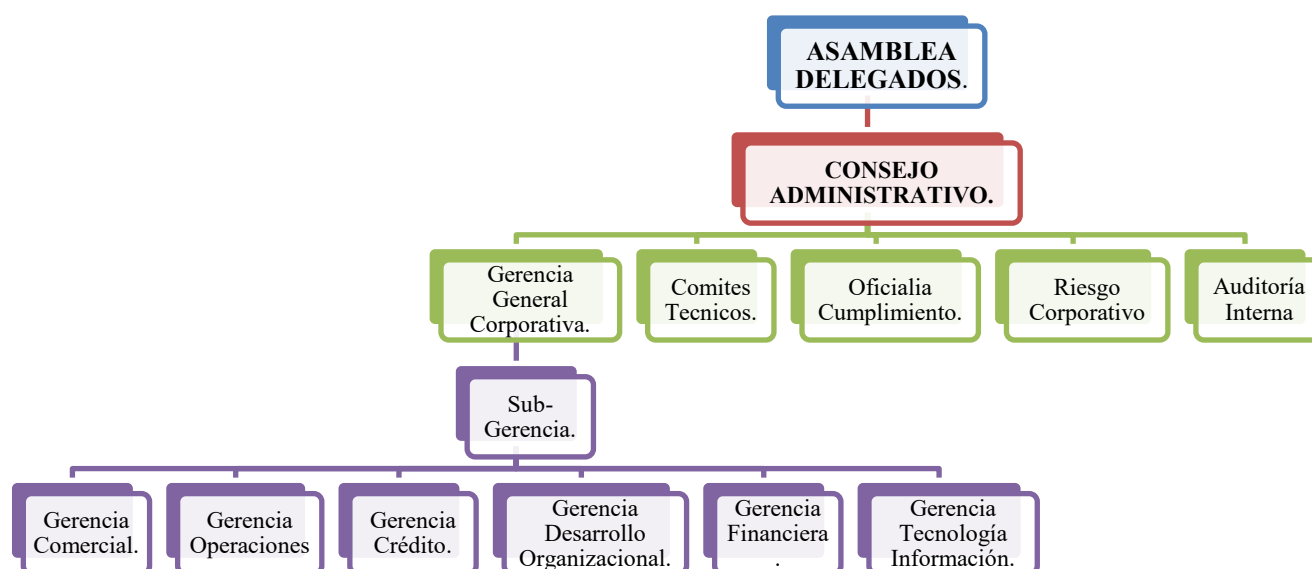 ASAMBLEA
DELEGADOS.
CONSEJO
ADMINISTRATIVO.
Gerencia
General
Corporativa.
Comites
Tecnicos.
Oficialia
Cumplimiento.
Riesgo
Corporativo
Auditoría
Interna
Sub-
Gerencia.
Gerencia
Comercial.
Gerencia
Operaciones
Gerencia
Crédito.
Gerencia
Desarrollo
Organizacional.
Gerencia
Financiera
.
Gerencia
Tecnología
Información.